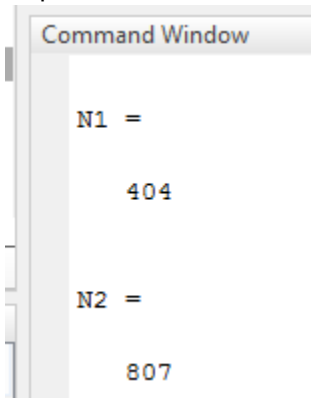 Command Window
N1 =
404
N2 =
807